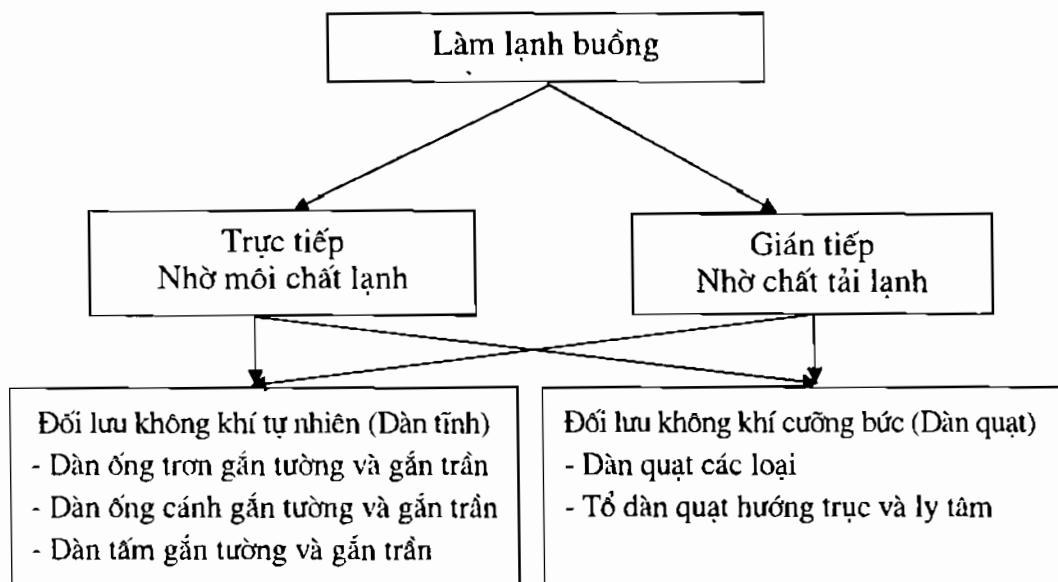 Làm lạnh buồng
Trực tiếp
Nhờ môi chất lạnh
Gián tiếp
Nhờ chất tải lạnh
Đối lưu không khí tự nhiên (Dàn tĩnh)
- Dàn ống trơn gắn tường và gắn trần
- Dàn ống cánh gắn tường và gắn trần
- Dàn tấm gắn tường và gắn trần
Đối lưu không khí cưỡng bức (Dàn quạt)
- Dàn quạt các loại
- Tổ dàn quạt hướng trục và ly tâm